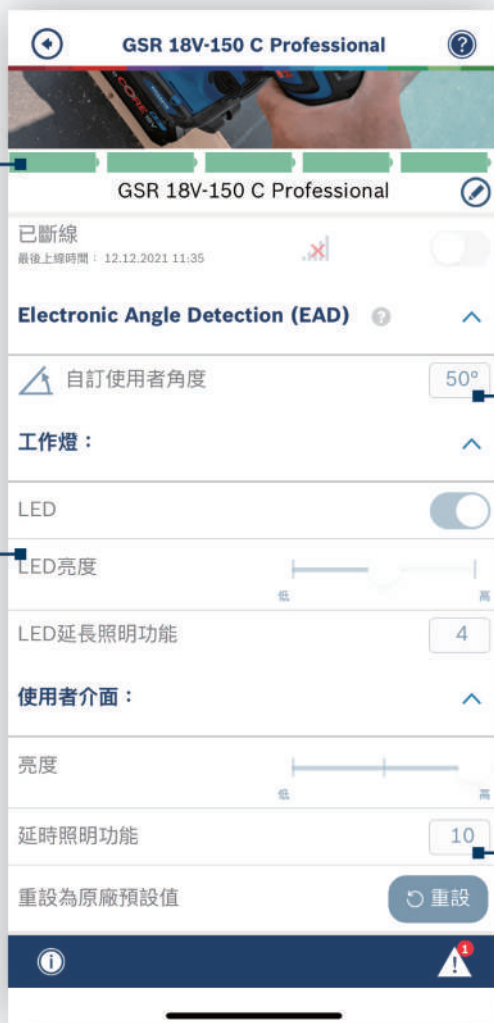 GSR 18V-150 C Professional
CORE 18V
GSR 18V-150 C Professional
已斷線
最後上線時間： 12.12.2021 11:35
Electronic Angle Detection (EAD)
自訂使用者角度 50°
工作燈：
LED
LED亮度
低 高
LED延長照明功能 4
使用者介面：
亮度
低 高
延時照明功能 10
重設為原廠預設值 重設
1